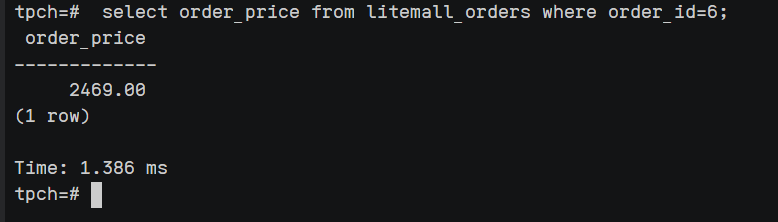 tpch=#  select order_price from litemall_orders where order_id=6;
 order_price
-------------
     2469.00
(1 row)

Time: 1.386 ms
tpch=#